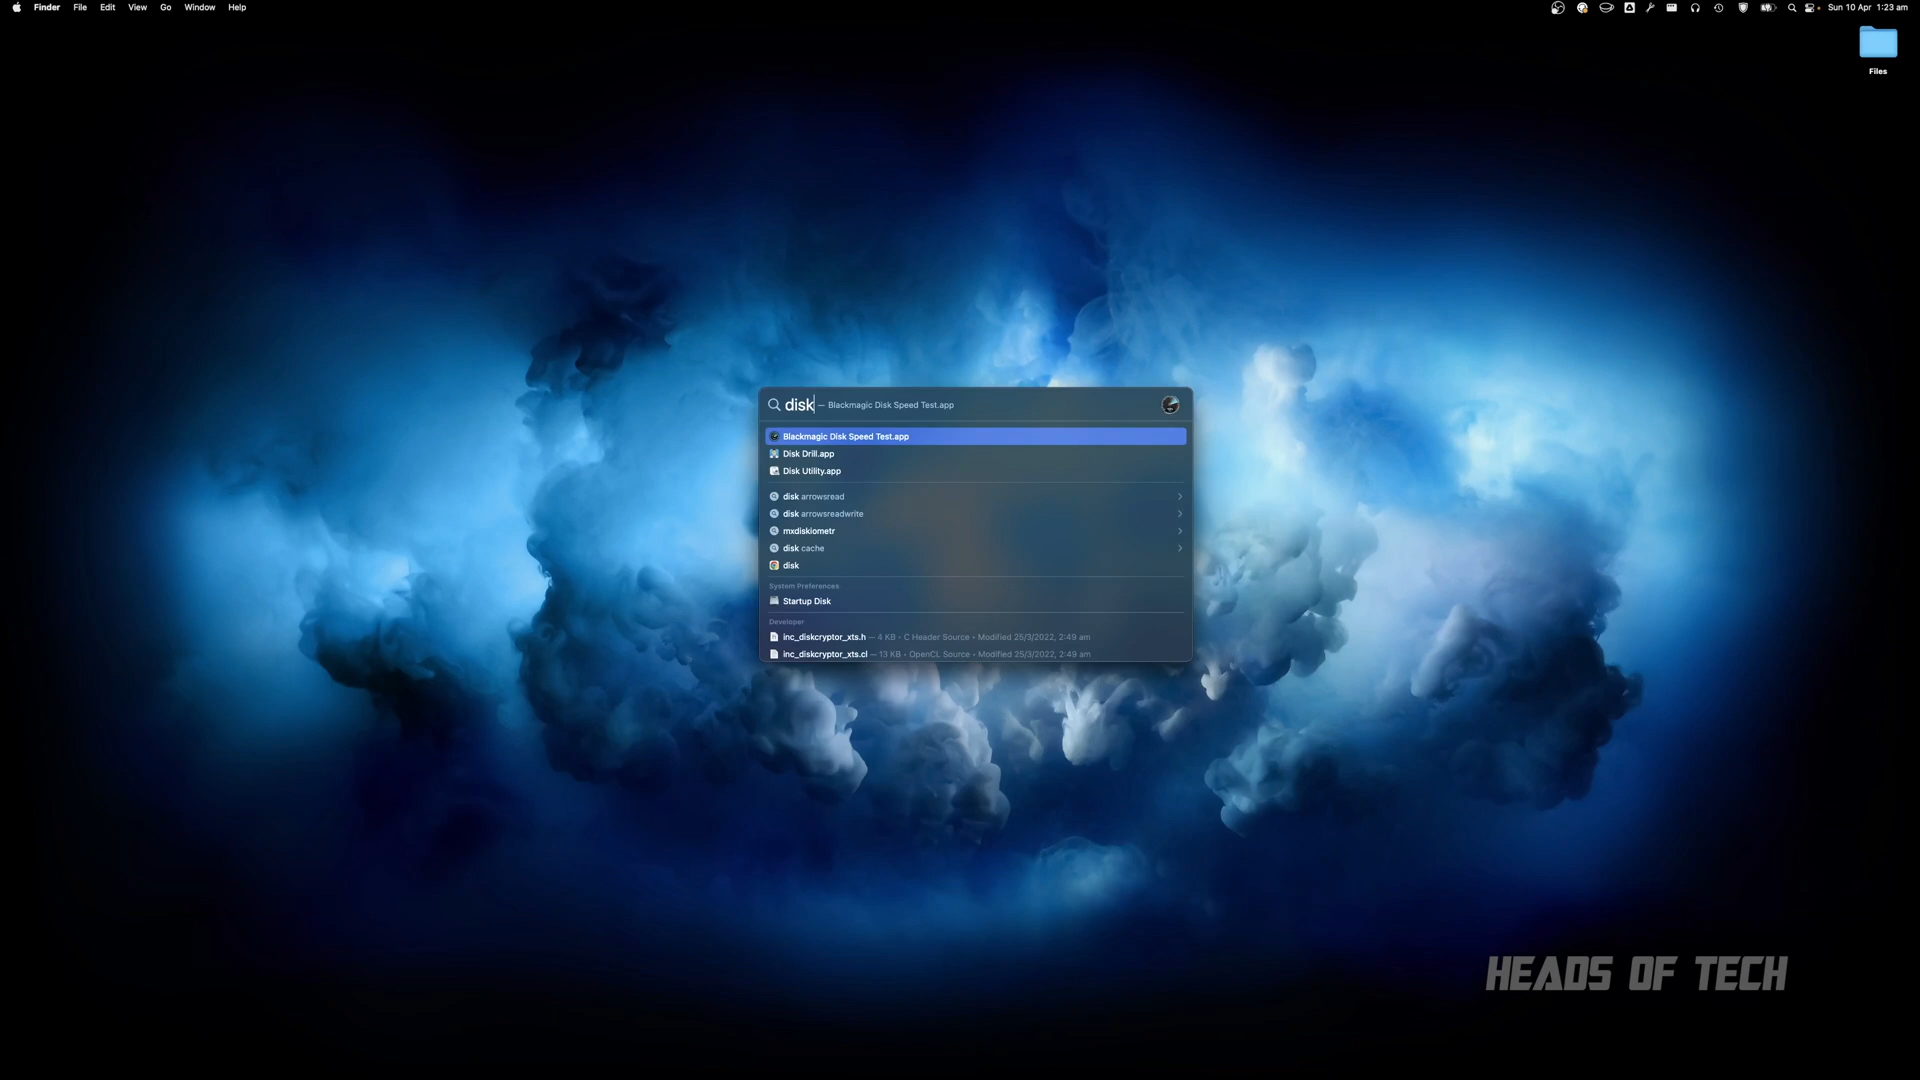 Finder File Edit View Go Window Help
Sun 10 Apr 1:23 am
Files
disk — Blackmagic Disk Speed Test.app
Blackmagic Disk Speed Test.app
Disk Drill.app
Disk Utility.app
disk arrowsread
disk arrowsreadwrite
mxdiskiometr
disk cache
disk
System Preferences
Startup Disk
Developer
inc_diskcryptor_xts.h — 4 KB • C Header Source • Modified 25/3/2022, 2:49 am
inc_diskcryptor_xts.cl — 13 KB • OpenCL Source • Modified 25/3/2022, 2:49 am
HEADS OF TECH